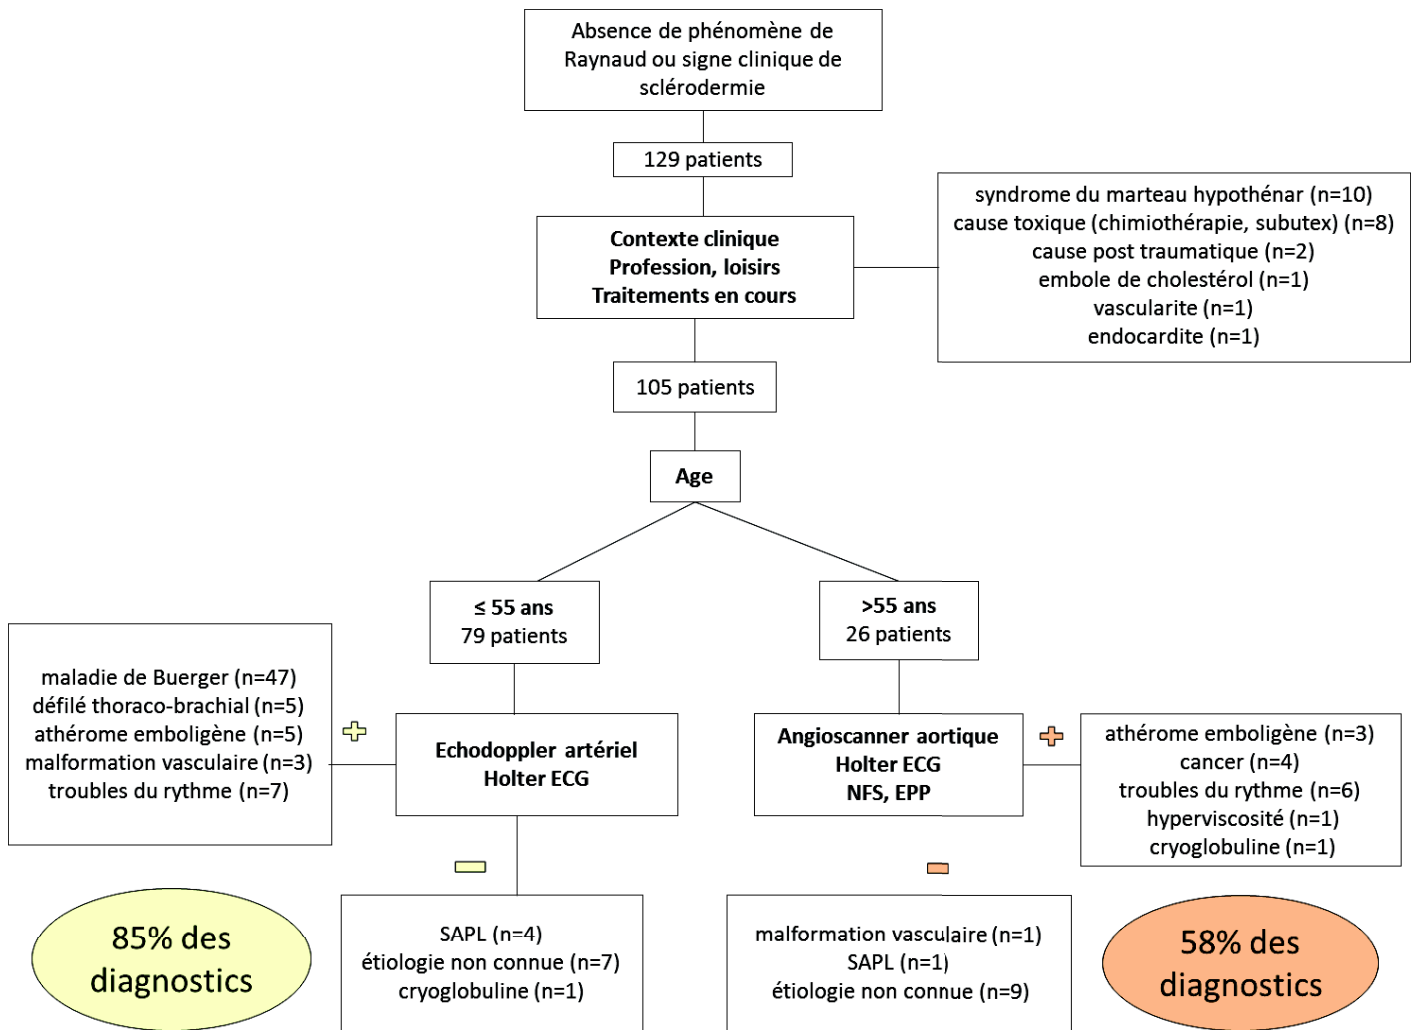 Absence de phénomène de
Raynaud ou signe clinique de
sclérodermie
129 patients
Contexte clinique
Profession, loisirs
Traitements en cours
syndrome du marteau hypothénar (n=10)
cause toxique (chimiothérapie, subutex) (n=8)
cause post traumatique (n=2)
embole de cholestérol (n=1)
vascularite (n=1)
endocardite (n=1)
105 patients
Age
≤ 55 ans
79 patients
>55 ans
26 patients
maladie de Buerger (n=47)
défilé thoraco-brachial (n=5)
athérome emboligène (n=5)
malformation vasculaire (n=3)
troubles du rythme (n=7)
Echodoppler artériel
Holter ECG
Angioscanner aortique
Holter ECG
NFS, EPP
athérome emboligène (n=3)
cancer (n=4)
troubles du rythme (n=6)
hyperviscosité (n=1)
cryoglobuline (n=1)
85% des
diagnostics
SAPL (n=4)
étiologie non connue (n=7)
cryoglobuline (n=1)
malformation vasculaire (n=1)
SAPL (n=1)
étiologie non connue (n=9)
58% des
diagnostics